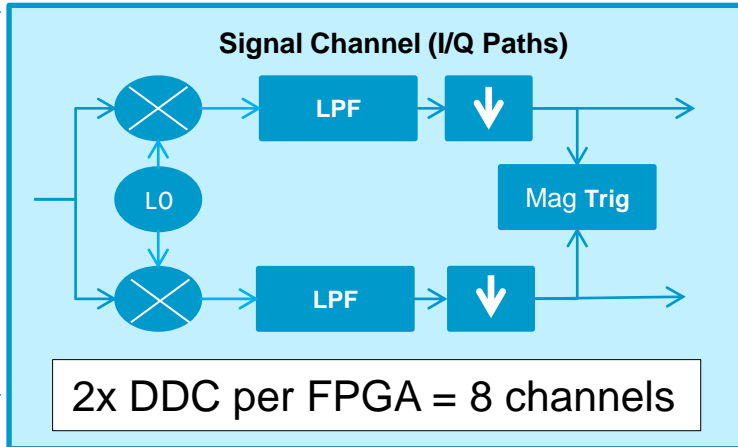 Signal Channel (I/Q Paths)
LPF
LO
Mag Trig
LPF
2x DDC per FPGA = 8 channels